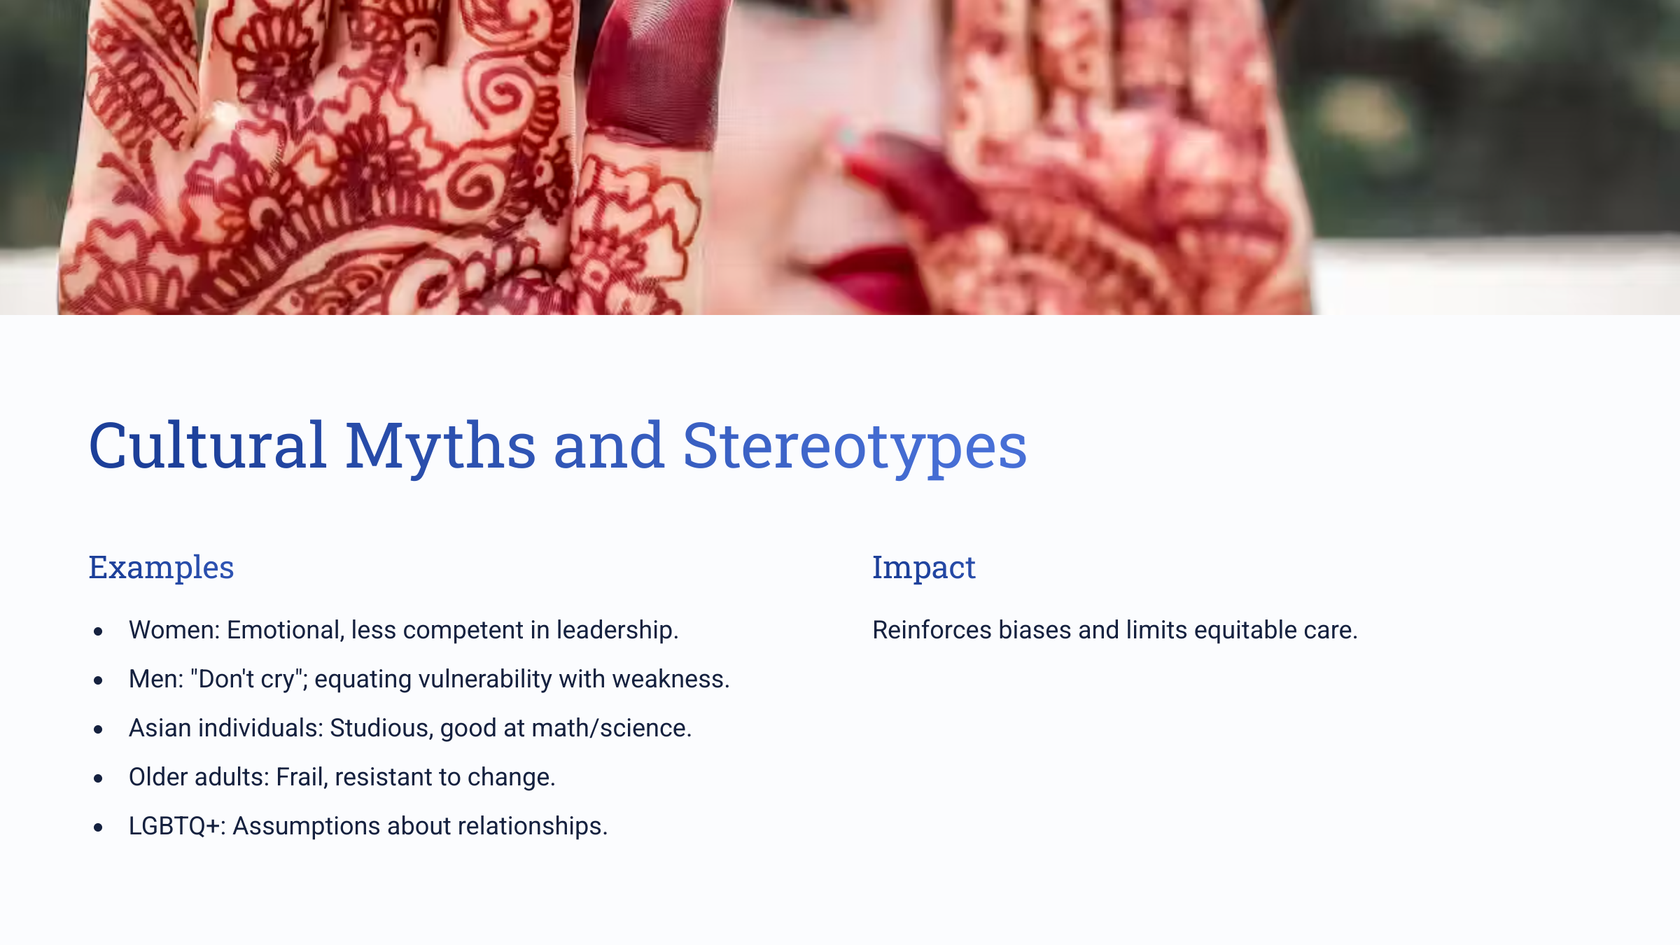 Cultural Myths and Stereotypes
Examples
• Women: Emotional, less competent in leadership.
• Men: "Don't cry"; equating vulnerability with weakness.
• Asian individuals: Studious, good at math/science.
• Older adults: Frail, resistant to change.
• LGBTQ+: Assumptions about relationships.
Impact
Reinforces biases and limits equitable care.